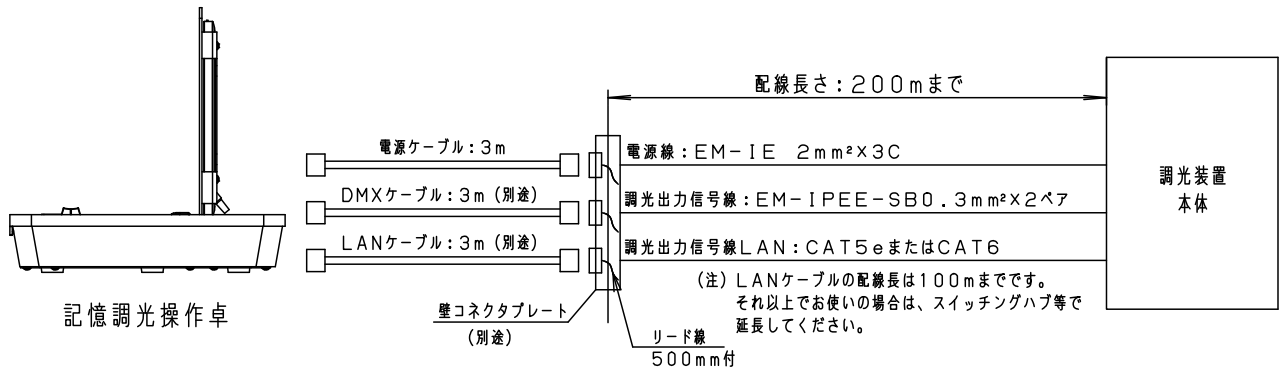 配線長さ：200mまで
電源ケーブル：3m
電源線：EM-IE 2mm²×3C
DMXケーブル：3m（別途）
調光出力信号線：EM-IPEE-SB0.3mm²×2ペア
LANケーブル：3m（別途）
調光出力信号線LAN：CAT5eまたはCAT6
調光装置
本体
（注）LANケーブルの配線長は100mまでです。
それ以上でお使いの場合は、スイッチングハブ等で
延長してください。
記憶調光操作卓
壁コネクタプレート
（別途）
リード線
500mm付